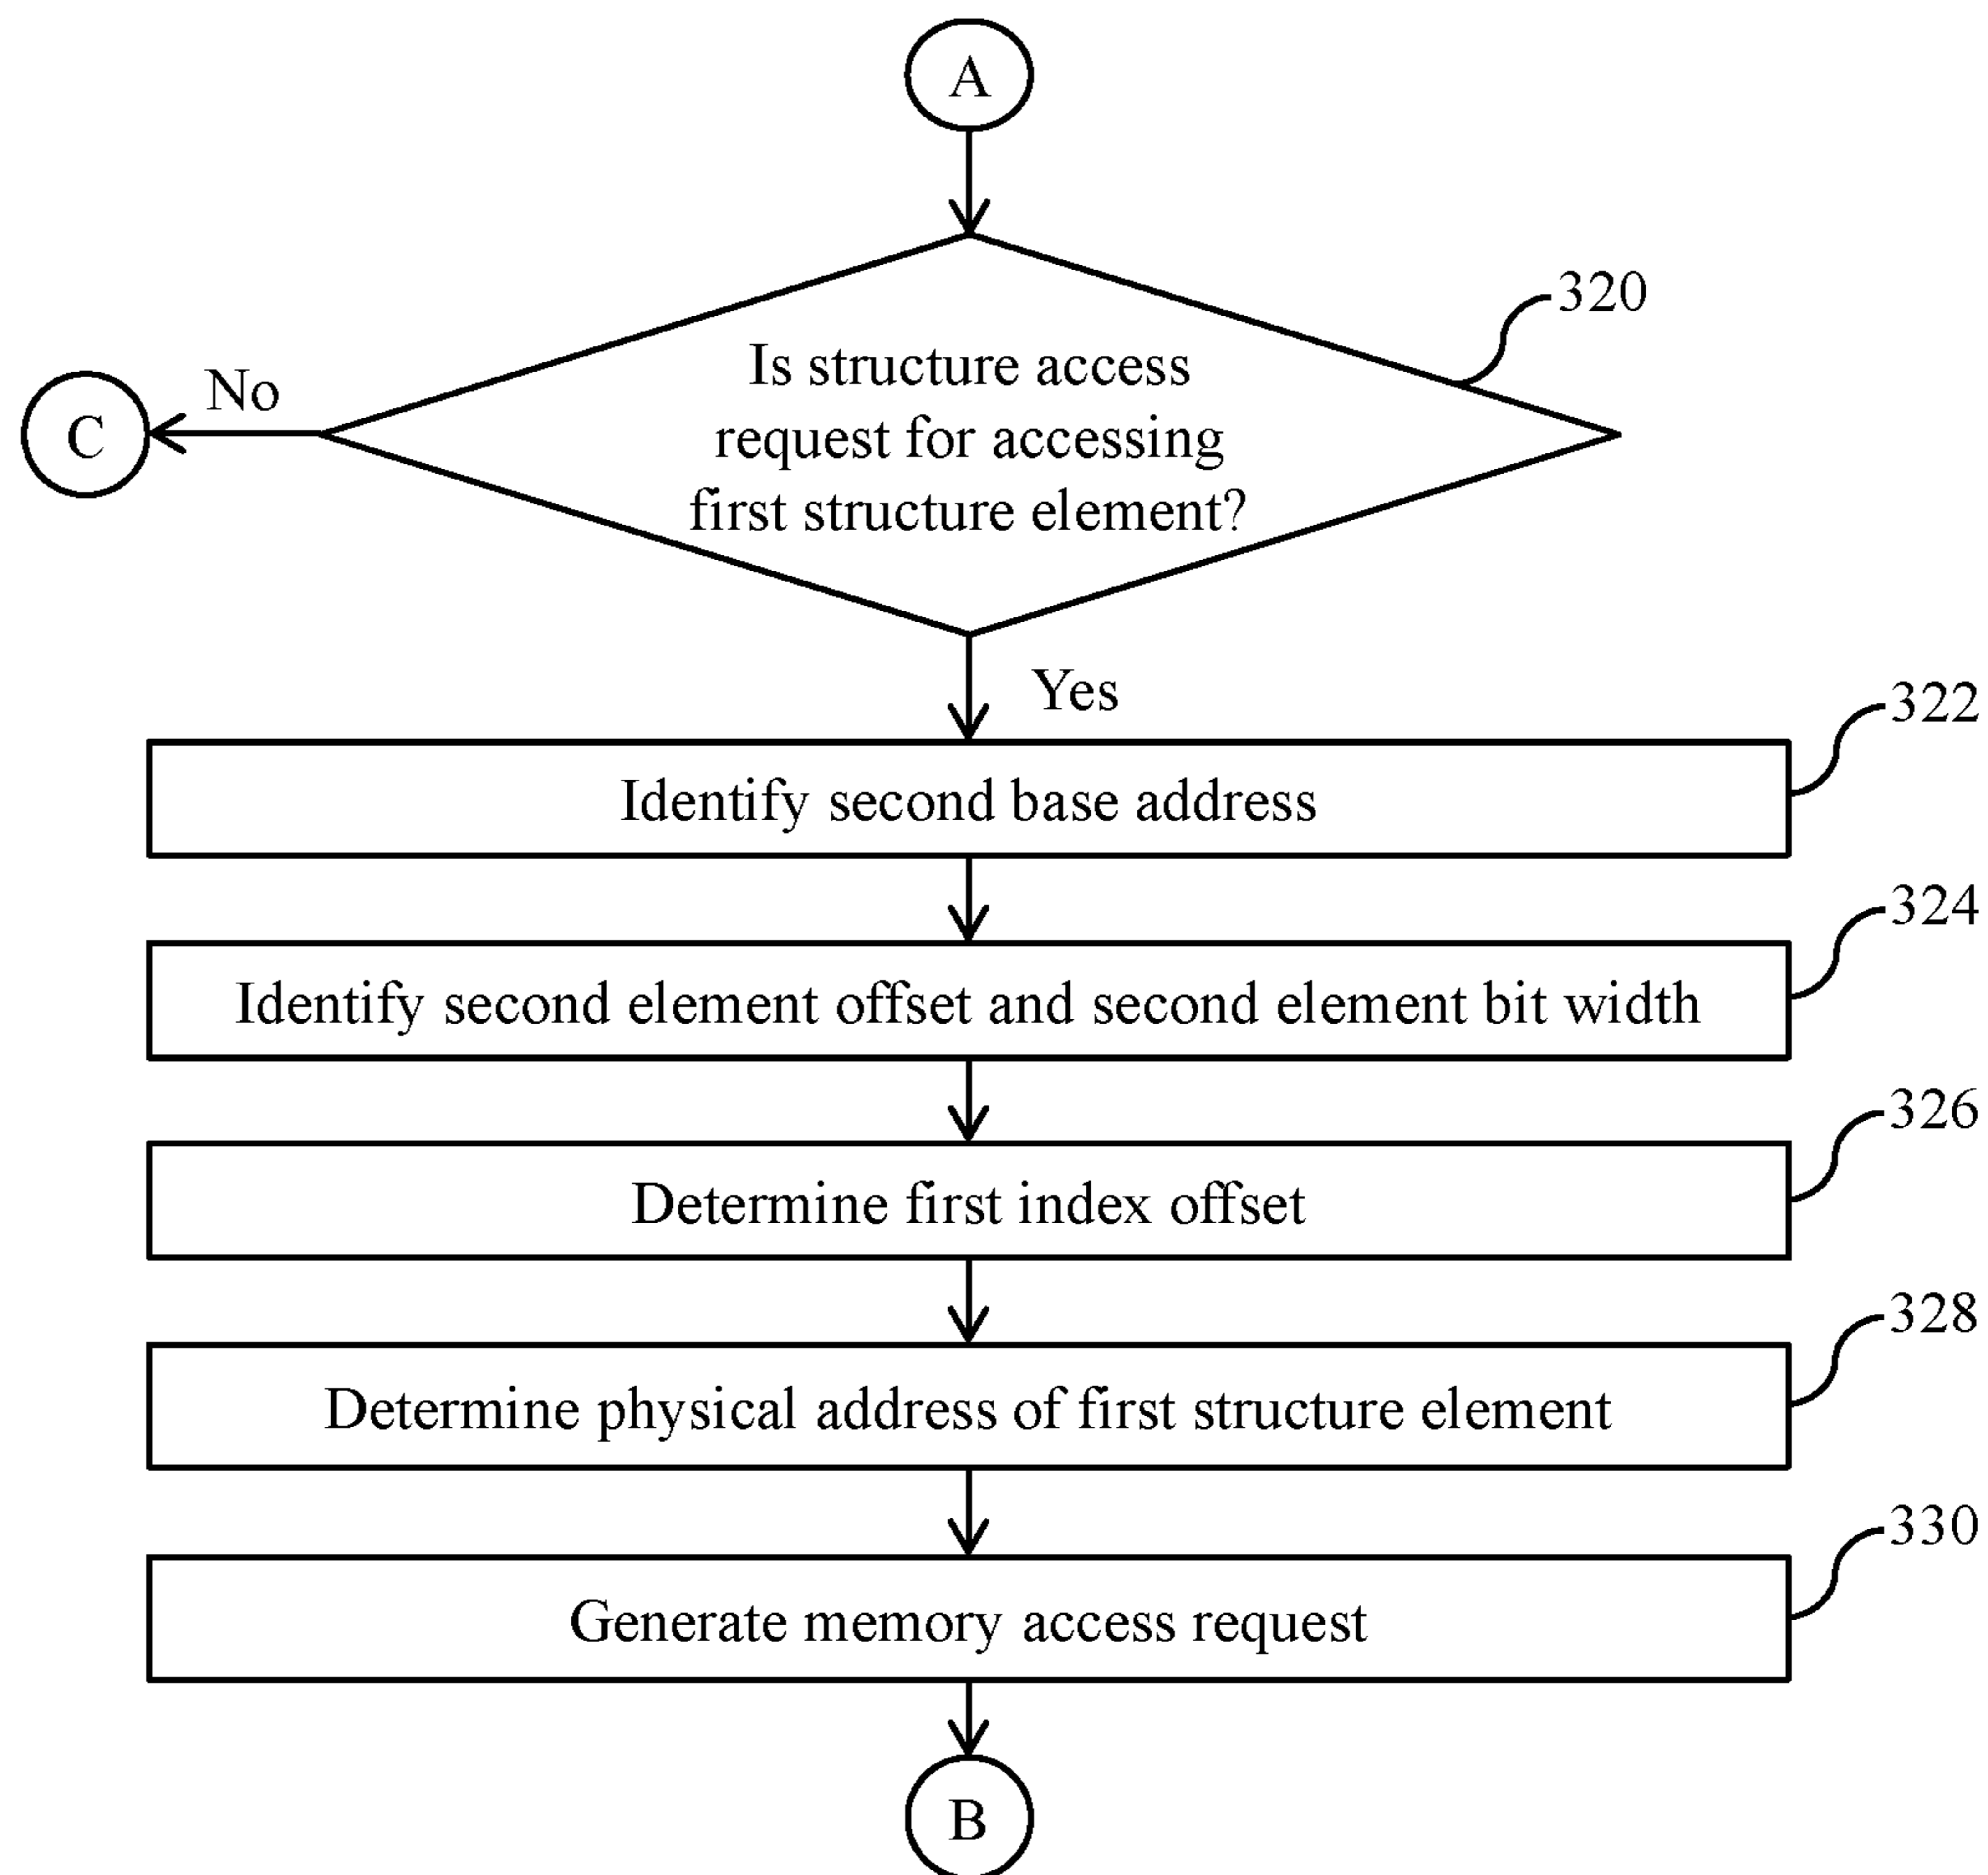 A
320
Is structure access
request for accessing
first structure element?
No
C
Yes
322
Identify second base address
324
Identify second element offset and second element bit width
326
Determine first index offset
328
Determine physical address of first structure element
330
Generate memory access request
B